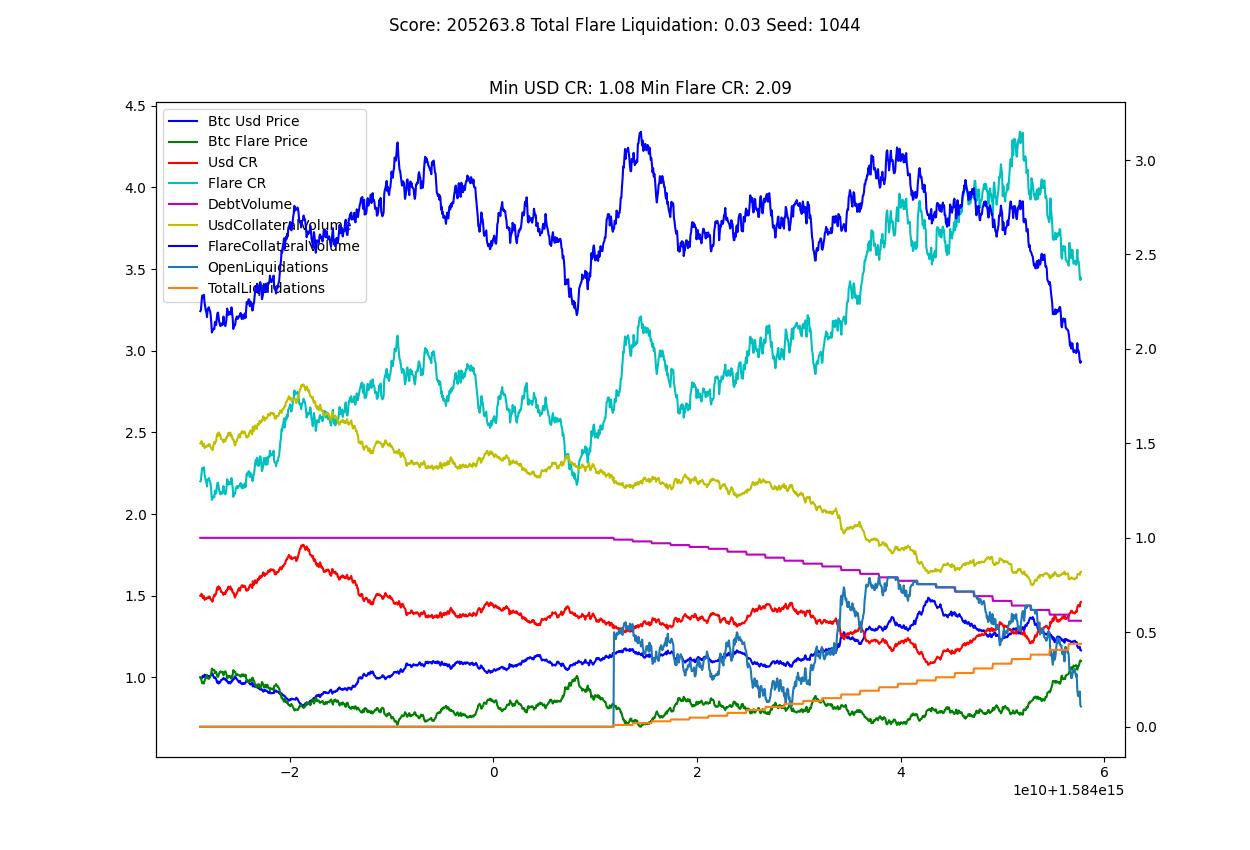 Score: 205263.8 Total Flare Liquidation: 0.03 Seed: 1044
Min USD CR: 1.08 Min Flare CR: 2.09
Btc Usd Price
Btc Flare Price
Usd CR
Flare CR
DebtVolume
UsdCollateralVolume
FlareCollateralVolume
OpenLiquidations
TotalLiquidations
4.5
4.0
3.5
3.0
2.5
2.0
1.5
1.0
3.0
2.5
2.0
1.5
1.0
0.5
0.0
−2
0
2
4
6
1e10+1.584e15